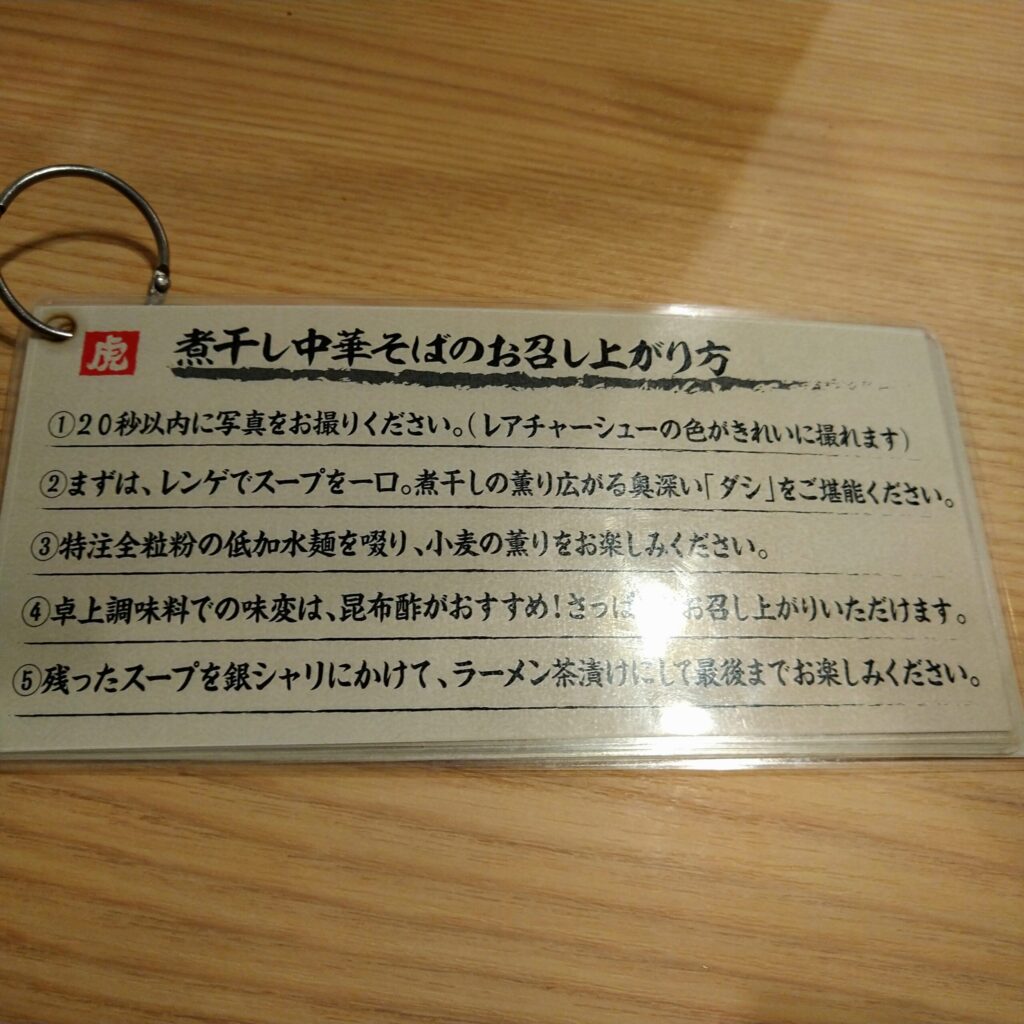 虎
煮干し中華そばのお召し上がり方
①20秒以内に写真をお撮りください。(レアチャーシューの色がきれいに撮れます)
②まずは、レンゲでスープを一口。煮干しの薫り広がる奥深い「ダシ」をご堪能ください。
③特注全粒粉の低加水麺を啜り、小麦の薫りをお楽しみください。
④卓上調味料での味変は、昆布酢がおすすめ!さっぱ お召し上がりいただけます。
⑤残ったスープを銀シャリにかけて、ラーメン茶漬けにして最後までお楽しみください。